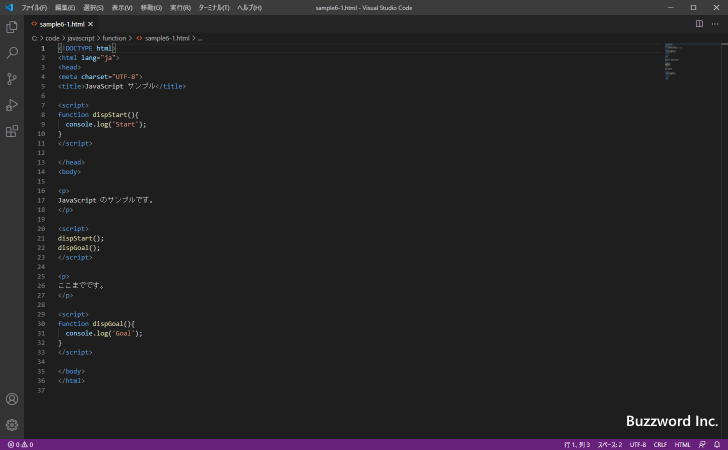 ファイル(F) 編集(E) 選択(S) 表示(V) 移動(G) 実行(R) ターミナル(T) ヘルプ(H) sample6-1.html - Visual Studio Code
<> sample6-1.html ×
C: > code > javascript > function > <> sample6-1.html > ...
1 <!DOCTYPE html>
2 <html lang="ja">
3 <head>
4 <meta charset="UTF-8">
5 <title>JavaScript サンプル</title>
6
7 <script>
8 function dispStart(){
9 console.log('Start');
10 }
11 </script>
12
13 </head>
14 <body>
15
16 <p>
17 JavaScript のサンプルです。
18 </p>
19
20 <script>
21 dispStart();
22 dispGoal();
23 </script>
24
25 <p>
26 ここまでです。
27 </p>
28
29 <script>
30 function dispGoal(){
31 console.log('Goal');
32 }
33 </script>
34
35 </body>
36 </html>
37
Buzzword Inc.
0 0 行 1, 列 3 スペース: 2 UTF-8 CRLF HTML